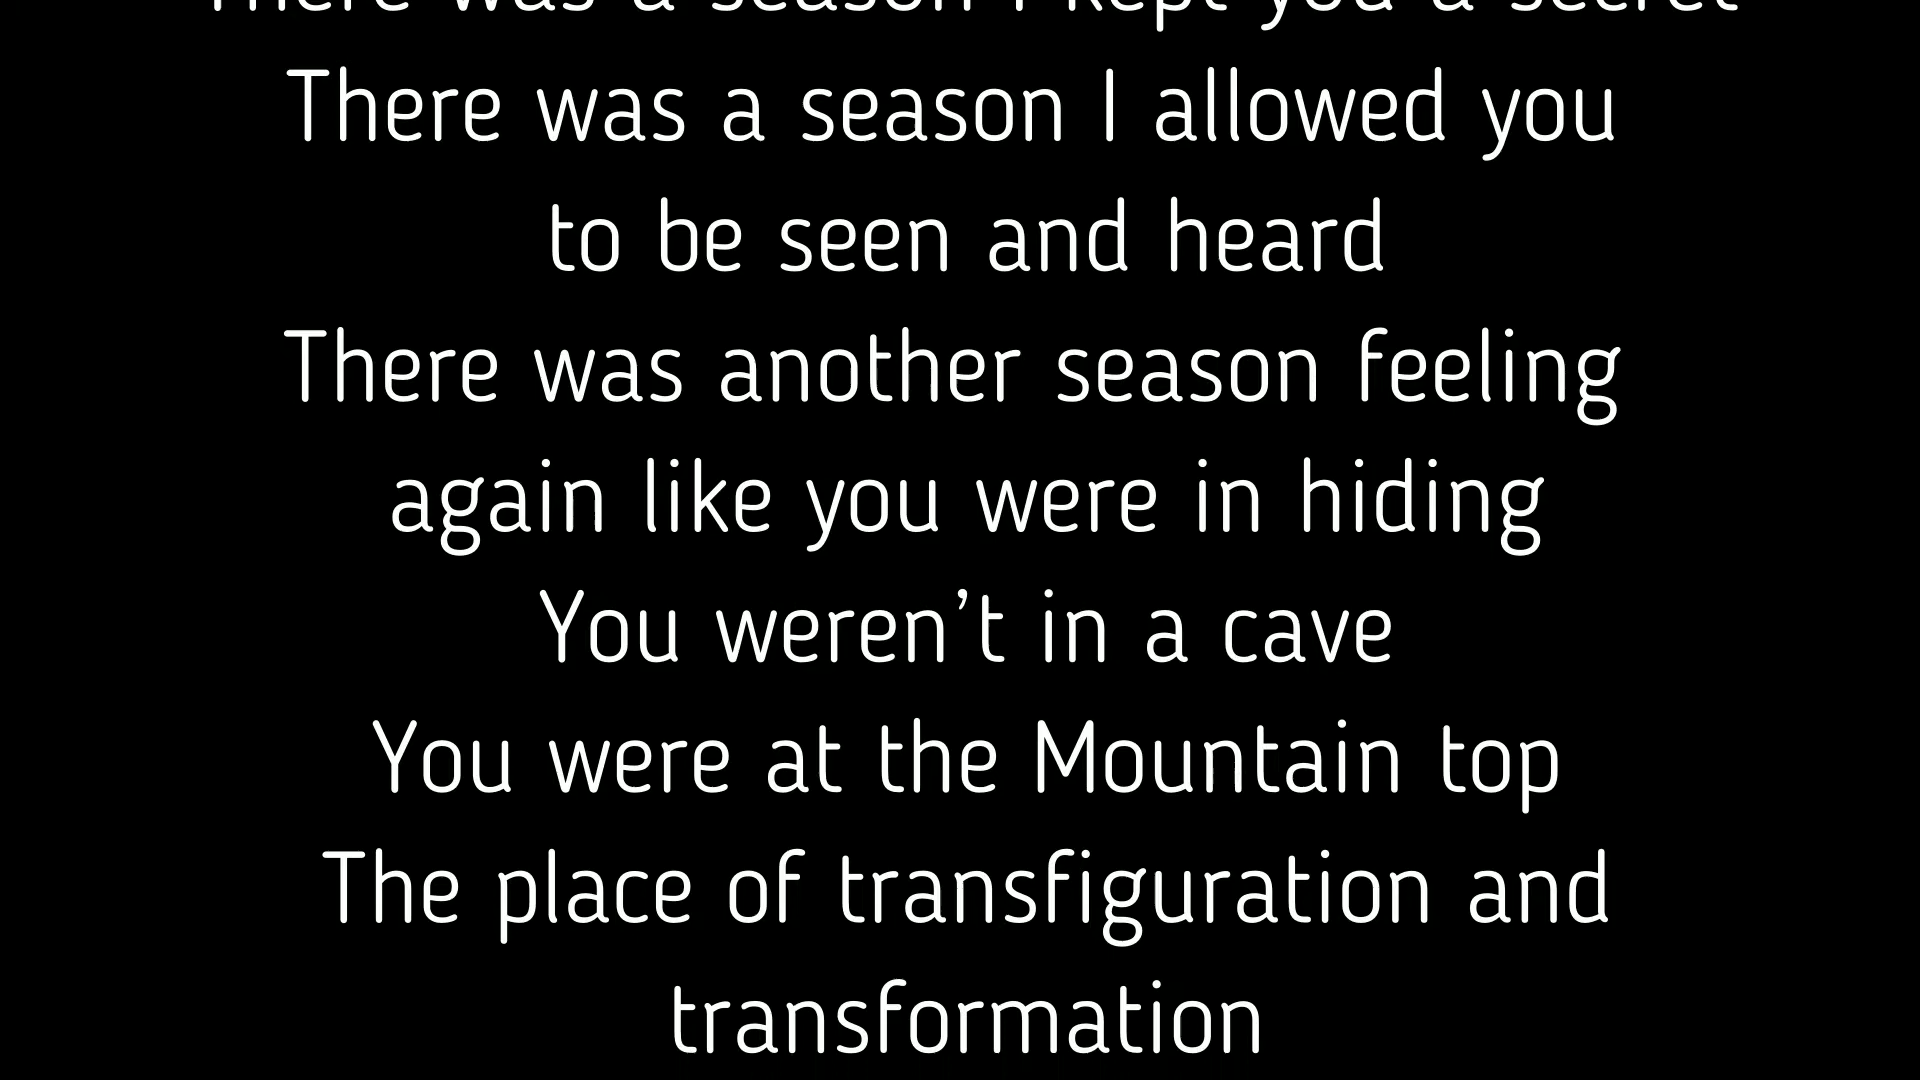 There was a season I kept you a secret
There was a season I allowed you
to be seen and heard
There was another season feeling
again like you were in hiding
You weren’t in a cave
You were at the Mountain top
The place of transfiguration and
transformation